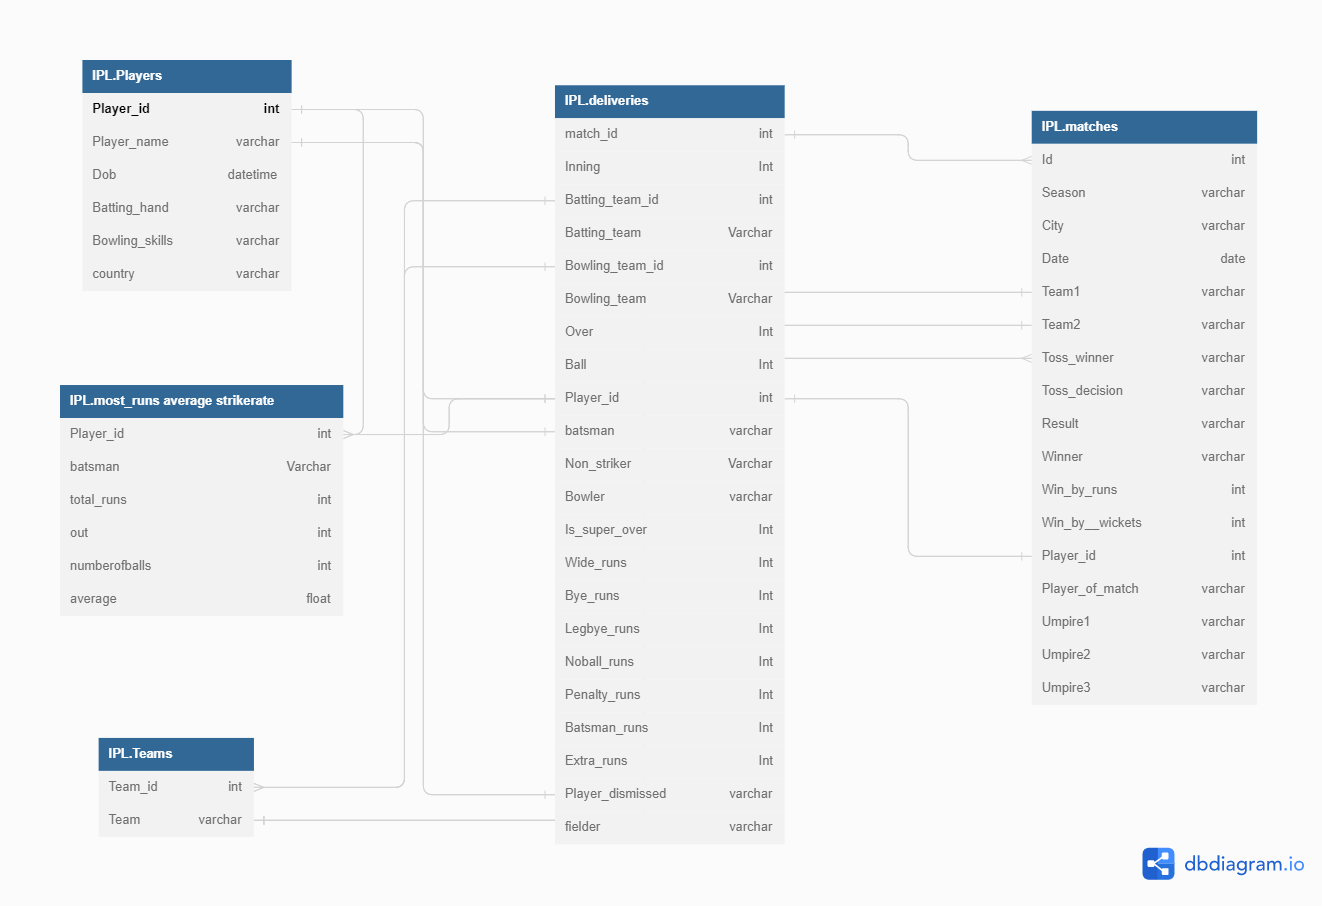 IPL.Players
Player_id int
Player_name varchar
Dob datetime
Batting_hand varchar
Bowling_skills varchar
country varchar
IPL.most_runs average strikerate
Player_id int
batsman Varchar
total_runs int
out int
numberofballs int
average float
IPL.Teams
Team_id int
Team varchar
IPL.deliveries
match_id int
Inning Int
Batting_team_id int
Batting_team Varchar
Bowling_team_id int
Bowling_team Varchar
Over Int
Ball Int
Player_id int
batsman varchar
Non_striker Varchar
Bowler varchar
Is_super_over Int
Wide_runs Int
Bye_runs Int
Legbye_runs Int
Noball_runs Int
Penalty_runs Int
Batsman_runs Int
Extra_runs Int
Player_dismissed varchar
fielder varchar
IPL.matches
Id int
Season varchar
City varchar
Date date
Team1 varchar
Team2 varchar
Toss_winner varchar
Toss_decision varchar
Result varchar
Winner varchar
Win_by_runs int
Win_by__wickets int
Player_id int
Player_of_match varchar
Umpire1 varchar
Umpire2 varchar
Umpire3 varchar
dbdiagram.io